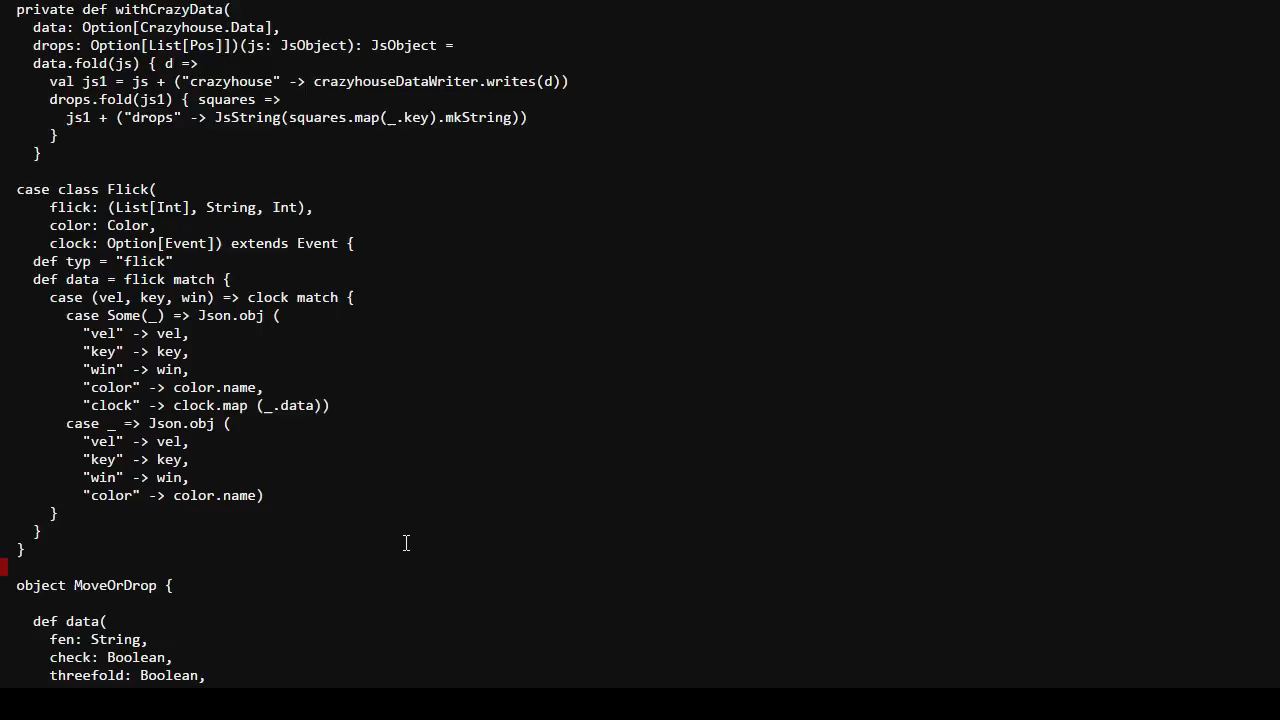 private def withCrazyData(
data: Option[Crazyhouse.Data],
drops: Option[List[Pos]])(js: JsObject): JsObject =
data.fold(js) { d =>
val js1 = js + ("crazyhouse" -> crazyhouseDataWriter.writes(d))
drops.fold(js1) { squares =>
js1 + ("drops" -> JsString(squares.map(_.key).mkString))
}
}
case class Flick(
flick: (List[Int], String, Int),
color: Color,
clock: Option[Event]) extends Event {
def typ = "flick"
def data = flick match {
case (vel, key, win) => clock match {
case Some(_) => Json.obj (
"vel" -> vel,
"key" -> key,
"win" -> win,
"color" -> color.name,
"clock" -> clock.map (_.data))
case _ => Json.obj (
"vel" -> vel,
"key" -> key,
"win" -> win,
"color" -> color.name)
}
}
}
object MoveOrDrop {
def data(
fen: String,
check: Boolean,
threefold: Boolean,